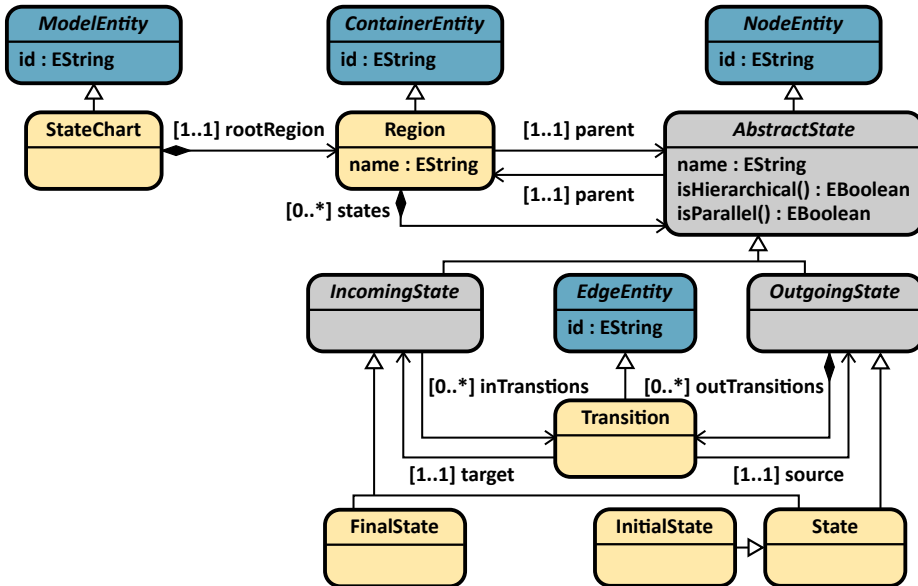 ModelEntity
id : EString
ContainerEntity
id : EString
NodeEntity
id : EString
StateChart
[1..1] rootRegion
Region
name : EString
[1..1] parent
[1..1] parent
[0..*] states
AbstractState
name : EString
isHierarchical() : EBoolean
isParallel() : EBoolean
IncomingState
EdgeEntity
id : EString
OutgoingState
[0..*] inTranstions
[0..*] outTransitions
Transition
[1..1] target
[1..1] source
FinalState
InitialState
State